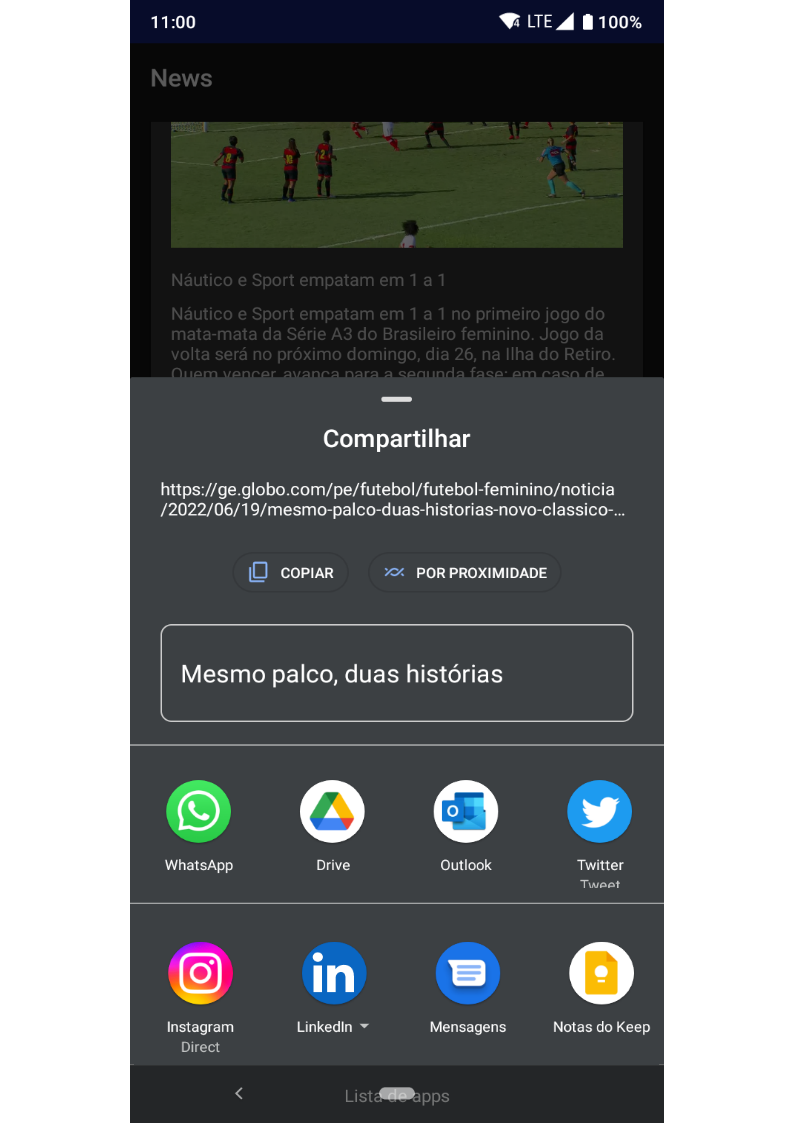 11:00
LTE 100%
News
Náutico e Sport empatam em 1 a 1
Náutico e Sport empatam em 1 a 1 no primeiro jogo do
mata-mata da Série A3 do Brasileiro feminino. Jogo da
volta será no próximo domingo, dia 26, na Ilha do Retiro.
Quem vencer, avança para a segunda fase; em caso de
Compartilhar
https://ge.globo.com/pe/futebol/futebol-feminino/noticia
/2022/06/19/mesmo-palco-duas-historias-novo-classico-...
COPIAR
POR PROXIMIDADE
Mesmo palco, duas histórias
WhatsApp
Drive
Outlook
Twitter
Tweet
Instagram
Direct
LinkedIn
Mensagens
Notas do Keep
Lista de apps